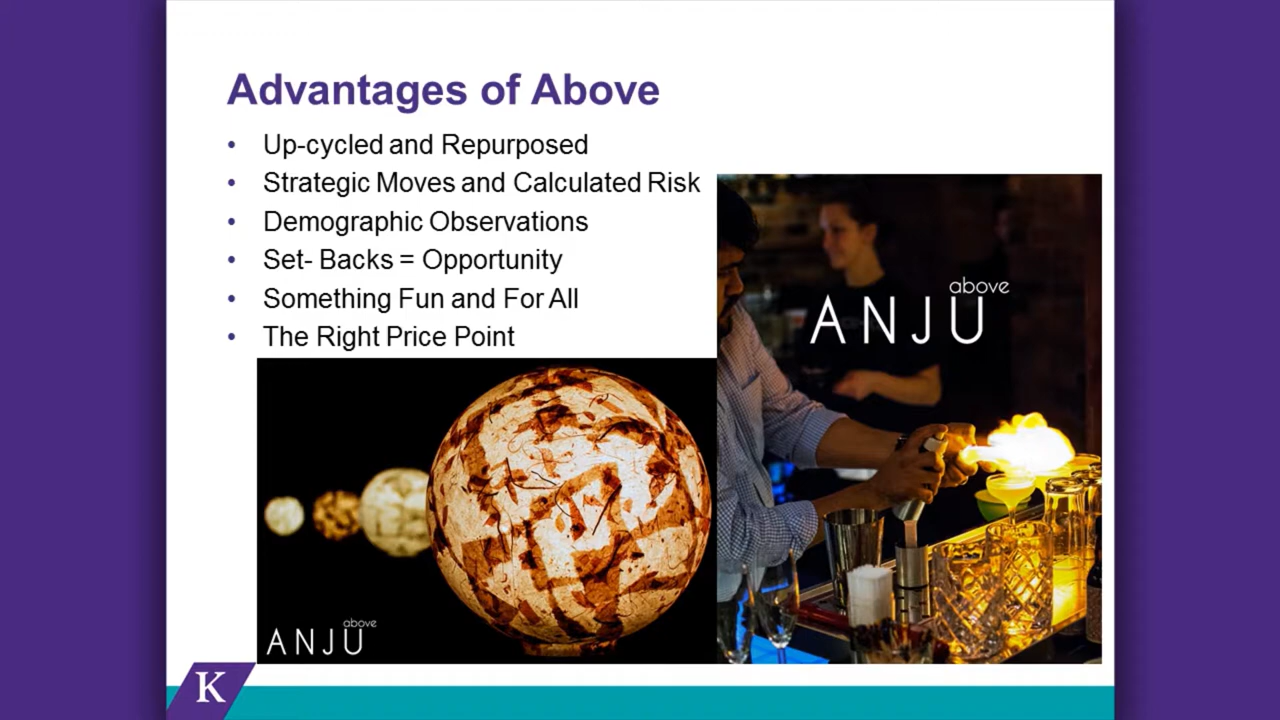 Advantages of Above
• Up-cycled and Repurposed
• Strategic Moves and Calculated Risk
• Demographic Observations
• Set- Backs = Opportunity
• Something Fun and For All
• The Right Price Point
above
ANJU
above
ANJU
K